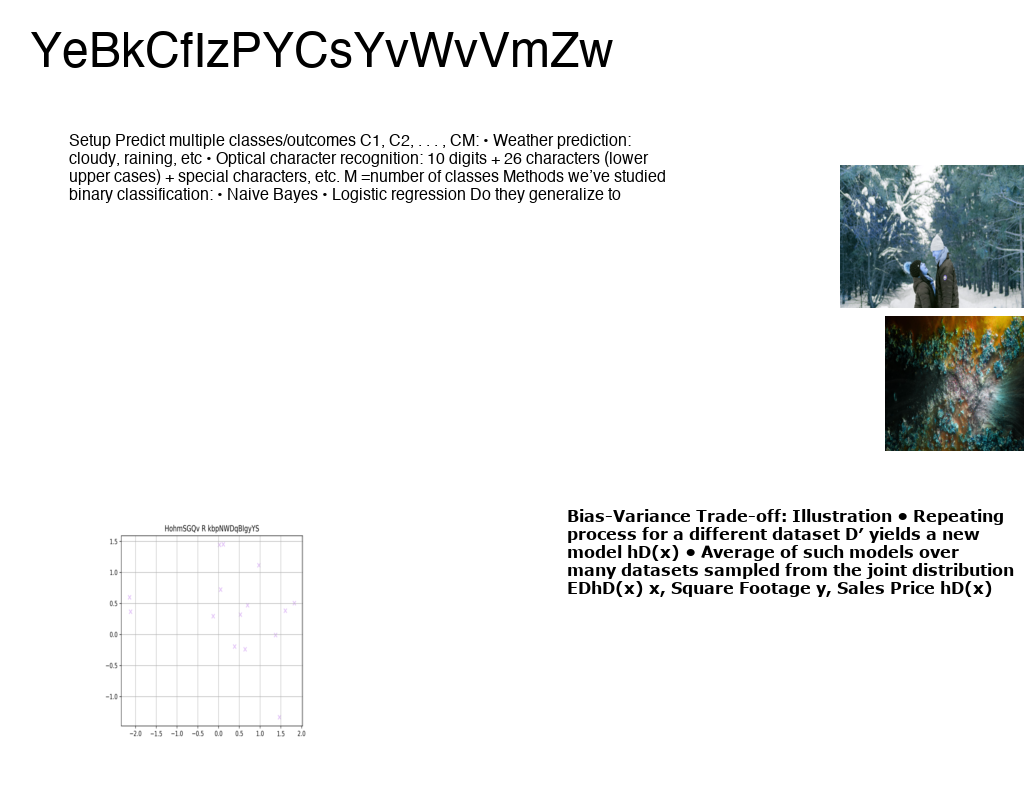 YeBkCfIzPYCsYvWvVmZw
Setup Predict multiple classes/outcomes C1, C2, . . . , CM: • Weather prediction:
cloudy, raining, etc • Optical character recognition: 10 digits + 26 characters (lower
upper cases) + special characters, etc. M =number of classes Methods we’ve studied
binary classification: • Naive Bayes • Logistic regression Do they generalize to
Bias-Variance Trade-off: Illustration ● Repeating
process for a different dataset D’ yields a new
model hD(x) ● Average of such models over
many datasets sampled from the joint distribution
EDhD(x) x, Square Footage y, Sales Price hD(x)
HohmSGQv R kbpNWDqBlgyYS
1.5
1.0
0.5
0.0
−0.5
−1.0
−2.0 −1.5 −1.0 −0.5 0.0 0.5 1.0 1.5 2.0